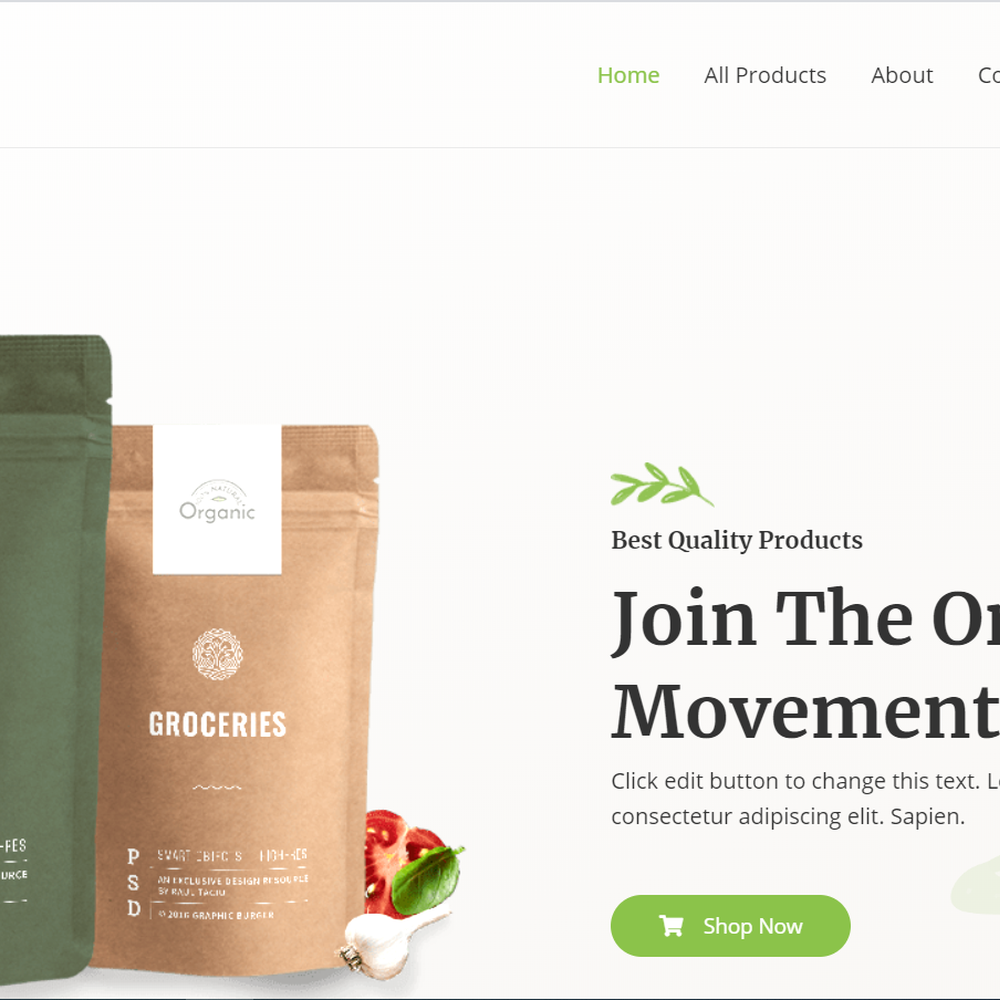 Home All Products About Co
100% NATURAL
Organic
GROCERIES
-RES
URCE
P
S
D
SMART OBJECTS HIGH-RES
AN EXCLUSIVE DESIGN RESOURCE
BY RAUL TACIU
© 2016 GRAPHIC BURGER
Best Quality Products
Join The Or
Movement
Click edit button to change this text. Lo
consectetur adipiscing elit. Sapien.
Shop Now